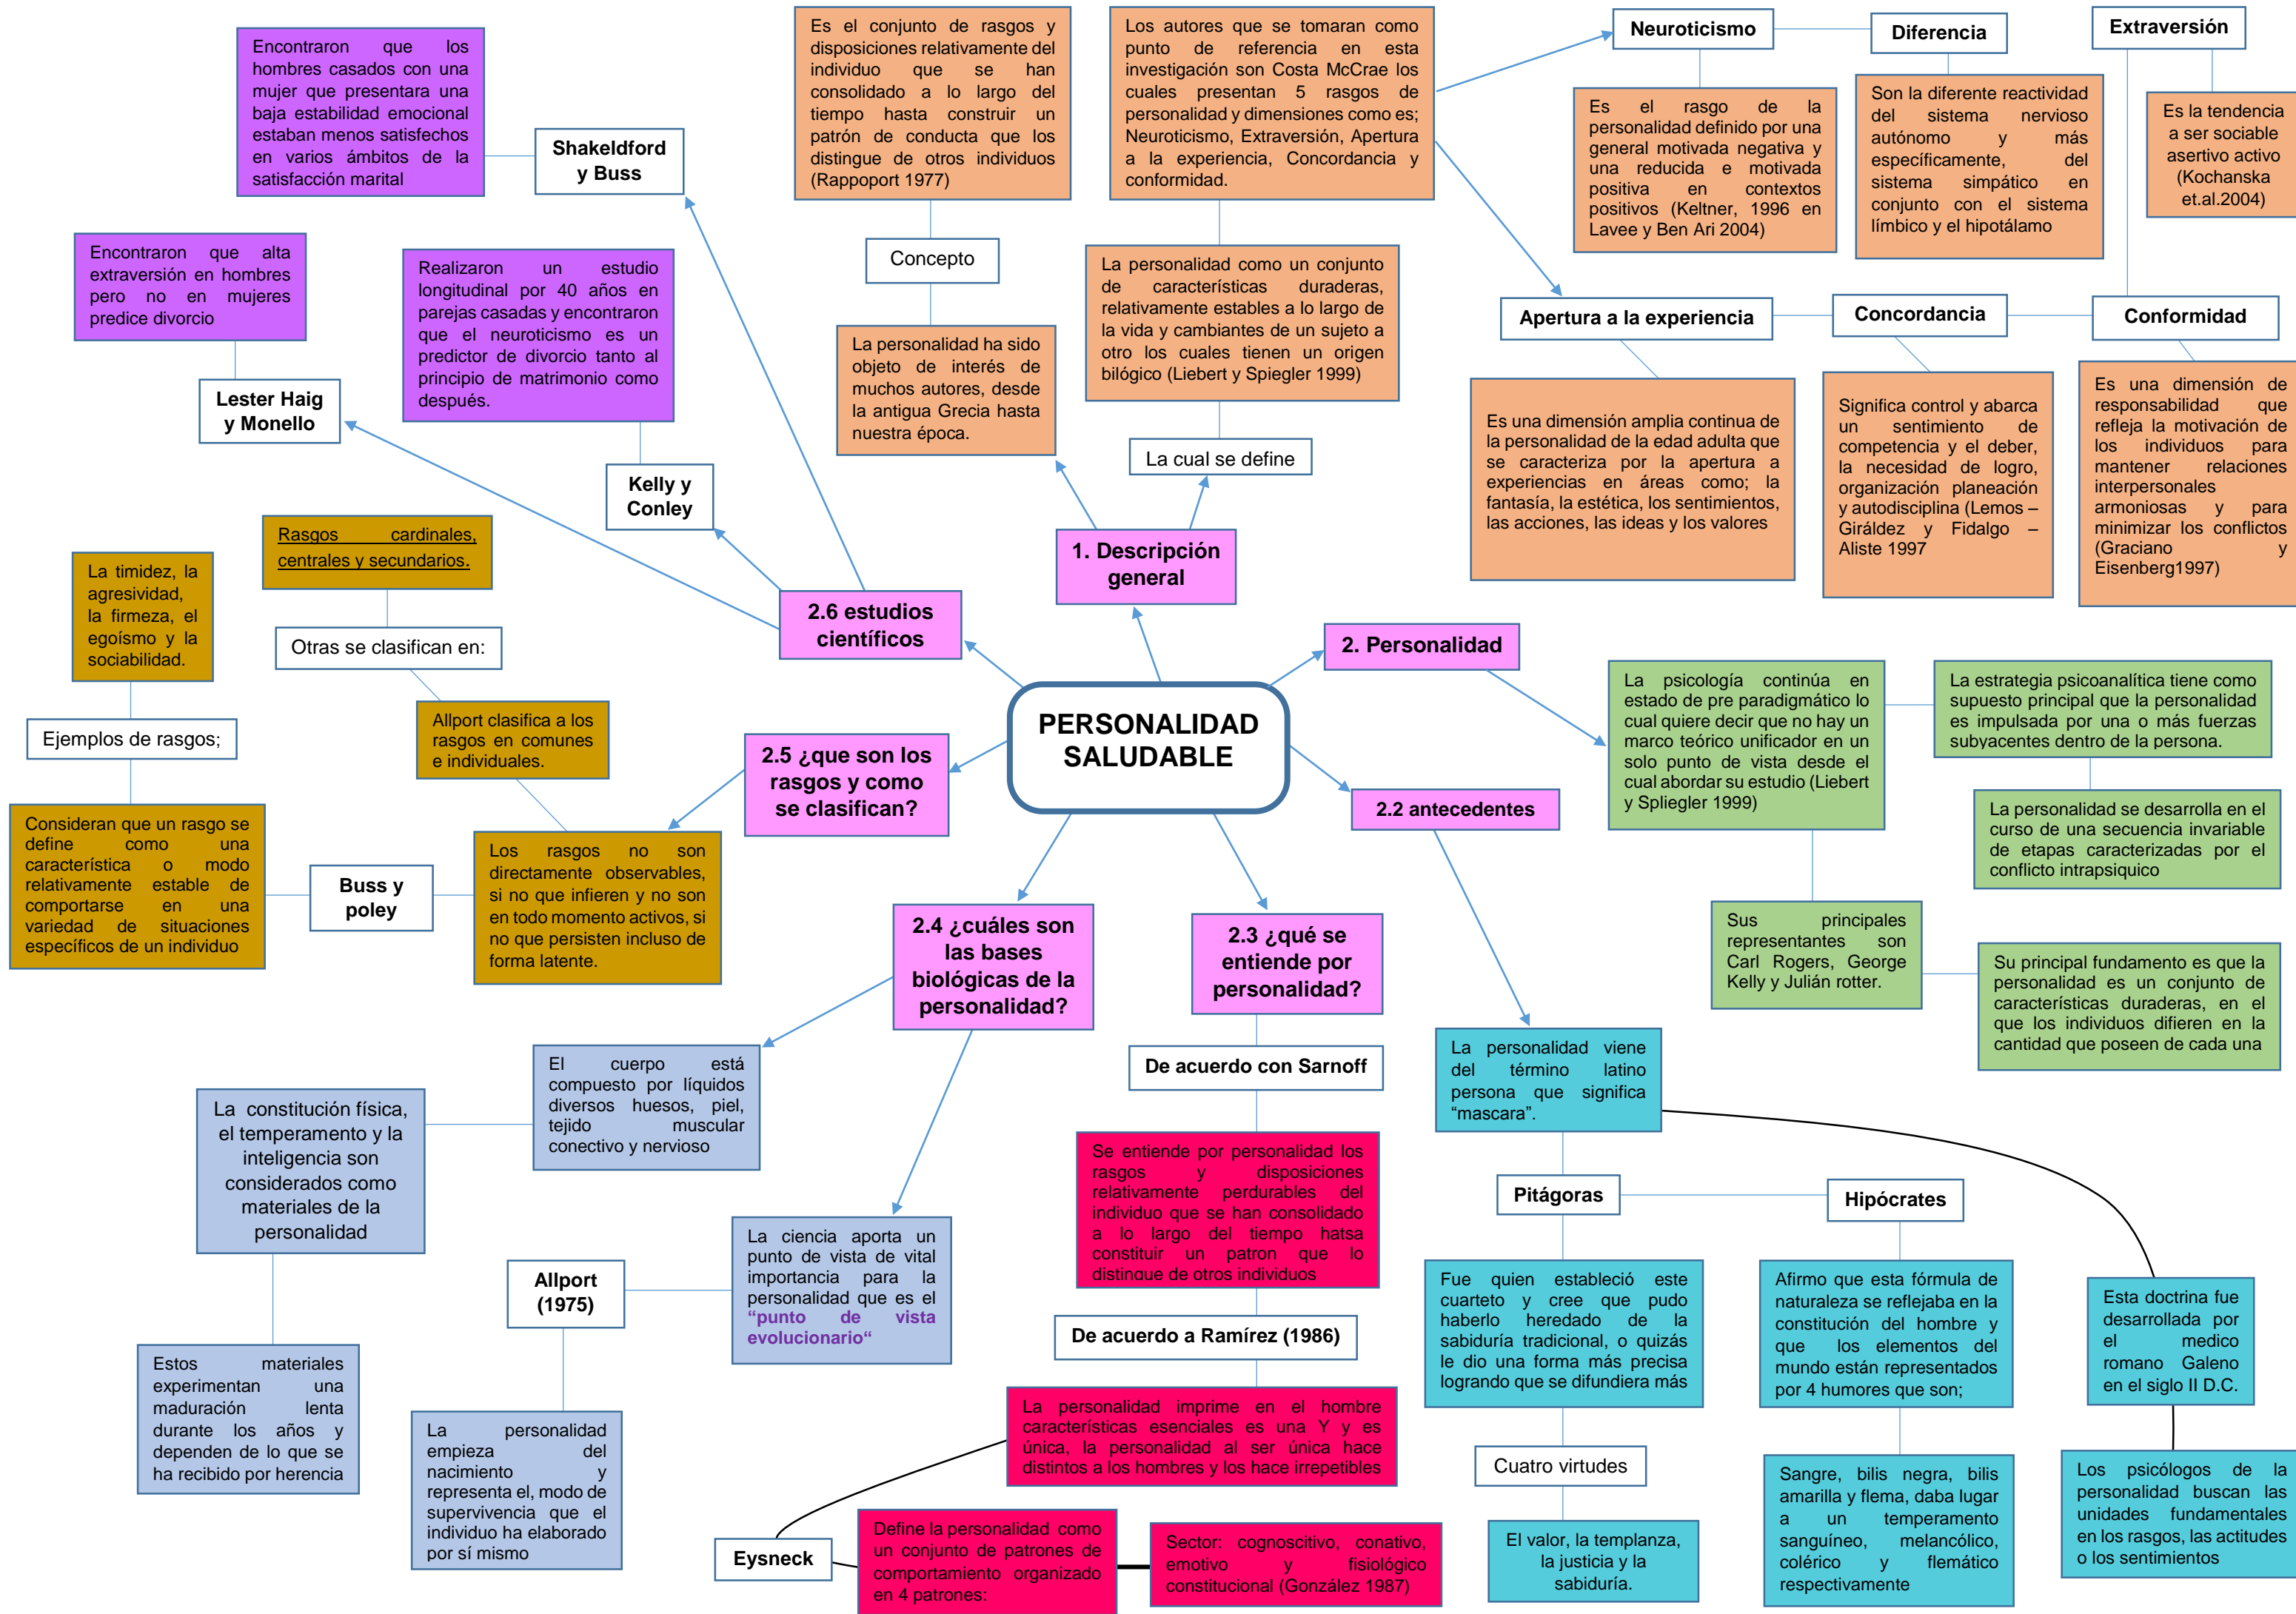 Encontraron que los
hombres casados con una
mujer que presentara una
baja estabilidad emocional
estaban menos satisfechos
en varios ámbitos de la
satisfacción marital
Shakeldford
y Buss
Es el conjunto de rasgos y
disposiciones relativamente del
individuo que se han
consolidado a lo largo del
tiempo hasta construir un
patrón de conducta que los
distingue de otros individuos
(Rappoport 1977)
Los autores que se tomaran como
punto de referencia en esta
investigación son Costa McCrae los
cuales presentan 5 rasgos de
personalidad y dimensiones como es;
Neuroticismo, Extraversión, Apertura
a la experiencia, Concordancia y
conformidad.
Neuroticismo
Diferencia
Extraversión
Es el rasgo de la
personalidad definido por una
general motivada negativa y
una reducida e motivada
positiva en contextos
positivos (Keltner, 1996 en
Lavee y Ben Ari 2004)
Son la diferente reactividad
del sistema nervioso
autónomo y más
específicamente, del
sistema simpático en
conjunto con el sistema
límbico y el hipotálamo
Es la tendencia
a ser sociable
asertivo activo
(Kochanska
et.al.2004)
Encontraron que alta
extraversión en hombres
pero no en mujeres
predice divorcio
Realizaron un estudio
longitudinal por 40 años en
parejas casadas y encontraron
que el neuroticismo es un
predictor de divorcio tanto al
principio de matrimonio como
después.
Concepto
La personalidad como un conjunto
de características duraderas,
relativamente estables a lo largo de
la vida y cambiantes de un sujeto a
otro los cuales tienen un origen
bilógico (Liebert y Spiegler 1999)
Apertura a la experiencia
Concordancia
Conformidad
Lester Haig
y Monello
La personalidad ha sido
objeto de interés de
muchos autores, desde
la antigua Grecia hasta
nuestra época.
La cual se define
Es una dimensión amplia continua de
la personalidad de la edad adulta que
se caracteriza por la apertura a
experiencias en áreas como; la
fantasía, la estética, los sentimientos,
las acciones, las ideas y los valores
Significa control y abarca
un sentimiento de
competencia y el deber,
la necesidad de logro,
organización planeación
y autodisciplina (Lemos –
Giráldez y Fidalgo –
Aliste 1997
Es una dimensión de
responsabilidad que
refleja la motivación de
los individuos para
mantener relaciones
interpersonales
armoniosas y para
minimizar los conflictos
(Graciano y
Eisenberg1997)
Kelly y
Conley
Rasgos cardinales,
centrales y secundarios.
La timidez, la
agresividad,
la firmeza, el
egoísmo y la
sociabilidad.
1. Descripción
general
2.6 estudios
científicos
Otras se clasifican en:
2. Personalidad
La psicología continúa en
estado de pre paradigmático lo
cual quiere decir que no hay un
marco teórico unificador en un
solo punto de vista desde el
cual abordar su estudio (Liebert
y Spliegler 1999)
La estrategia psicoanalítica tiene como
supuesto principal que la personalidad
es impulsada por una o más fuerzas
subyacentes dentro de la persona.
Ejemplos de rasgos;
Allport clasifica a los
rasgos en comunes
e individuales.
2.5 ¿que son los
rasgos y como
se clasifican?
PERSONALIDAD
SALUDABLE
2.2 antecedentes
La personalidad se desarrolla en el
curso de una secuencia invariable
de etapas caracterizadas por el
conflicto intrapsiquico
Consideran que un rasgo se
define como una
característica o modo
relativamente estable de
comportarse en una
variedad de situaciones
específicos de un individuo
Buss y
poley
Los rasgos no son
directamente observables,
si no que infieren y no son
en todo momento activos, si
no que persisten incluso de
forma latente.
2.4 ¿cuáles son
las bases
biológicas de la
personalidad?
2.3 ¿qué se
entiende por
personalidad?
Sus principales
representantes son
Carl Rogers, George
Kelly y Julián rotter.
Su principal fundamento es que la
personalidad es un conjunto de
características duraderas, en el
que los individuos difieren en la
cantidad que poseen de cada una
El cuerpo está
compuesto por líquidos
diversos huesos, piel,
tejido muscular
conectivo y nervioso
De acuerdo con Sarnoff
La personalidad viene
del término latino
persona que significa
“mascara”.
La constitución física,
el temperamento y la
inteligencia son
considerados como
materiales de la
personalidad
Se entiende por personalidad los
rasgos y disposiciones
relativamente perdurables del
individuo que se han consolidado
a lo largo del tiempo hatsa
constituir un patron que lo
distingue de otros individuos
Pitágoras
Hipócrates
La ciencia aporta un
punto de vista de vital
importancia para la
personalidad que es el
“punto de vista
evolucionario“
Allport
(1975)
Fue quien estableció este
cuarteto y cree que pudo
haberlo heredado de la
sabiduría tradicional, o quizás
le dio una forma más precisa
logrando que se difundiera más
Afirmo que esta fórmula de
naturaleza se reflejaba en la
constitución del hombre y
que los elementos del
mundo están representados
por 4 humores que son;
Esta doctrina fue
desarrollada por
el medico
romano Galeno
en el siglo II D.C.
De acuerdo a Ramírez (1986)
Estos materiales
experimentan una
maduración lenta
durante los años y
dependen de lo que se
ha recibido por herencia
La personalidad imprime en el hombre
características esenciales es una Y y es
única, la personalidad al ser única hace
distintos a los hombres y los hace irrepetibles
La personalidad
empieza del
nacimiento y
representa el, modo de
supervivencia que el
individuo ha elaborado
por sí mismo
Cuatro virtudes
Sangre, bilis negra, bilis
amarilla y flema, daba lugar
a un temperamento
sanguíneo, melancólico,
colérico y flemático
respectivamente
Los psicólogos de la
personalidad buscan las
unidades fundamentales
en los rasgos, las actitudes
o los sentimientos
Eysneck
Define la personalidad como
un conjunto de patrones de
comportamiento organizado
en 4 patrones:
Sector: cognoscitivo, conativo,
emotivo y fisiológico
constitucional (González 1987)
El valor, la templanza,
la justicia y la
sabiduría.